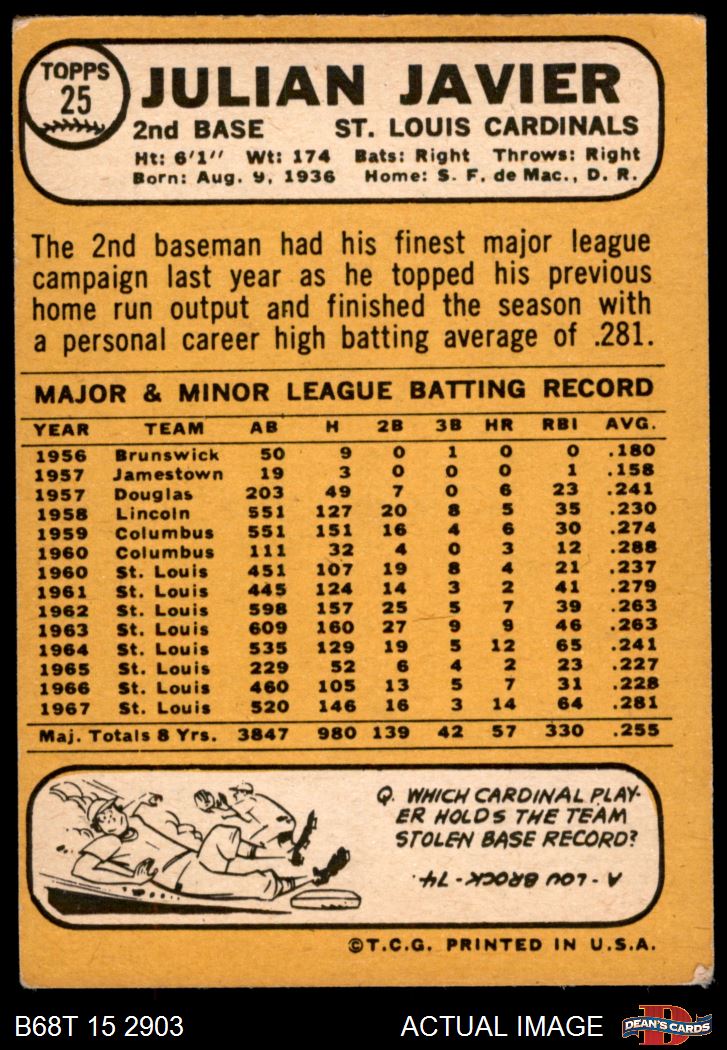 TOPPS
25
JULIAN JAVIER
2nd BASE ST. LOUIS CARDINALS
Ht: 6'1" Wt: 174 Bats: Right Throws: Right
Born: Aug. 9, 1936 Home: S. F. de Mac., D. R.
The 2nd baseman had his finest major league
campaign last year as he topped his previous
home run output and finished the season with
a personal career high batting average of .281.
MAJOR & MINOR LEAGUE BATTING RECORD
YEAR TEAM AB H 2B 3B HR RBI AVG.
1956 Brunswick 50 9 0 1 0 0 .180
1957 Jamestown 19 3 0 0 0 1 .158
1957 Douglas 203 49 7 0 6 23 .241
1958 Lincoln 551 127 20 8 5 35 .230
1959 Columbus 551 151 16 4 6 30 .274
1960 Columbus 111 32 4 0 3 12 .288
1960 St. Louis 451 107 19 8 4 21 .237
1961 St. Louis 445 124 14 3 2 41 .279
1962 St. Louis 598 157 25 5 7 39 .263
1963 St. Louis 609 160 27 9 9 46 .263
1964 St. Louis 535 129 19 5 12 65 .241
1965 St. Louis 229 52 6 4 2 23 .227
1966 St. Louis 460 105 13 5 7 31 .228
1967 St. Louis 520 146 16 3 14 64 .281
Maj. Totals 8 Yrs. 3847 980 139 42 57 330 .255
Q. WHICH CARDINAL PLAY-
ER HOLDS THE TEAM
STOLEN BASE RECORD?
A - LOU BROCK - 74.
©T.C.G. PRINTED IN U.S.A.
B68T 15 2903 ACTUAL IMAGE
D
DEAN'S CARDS